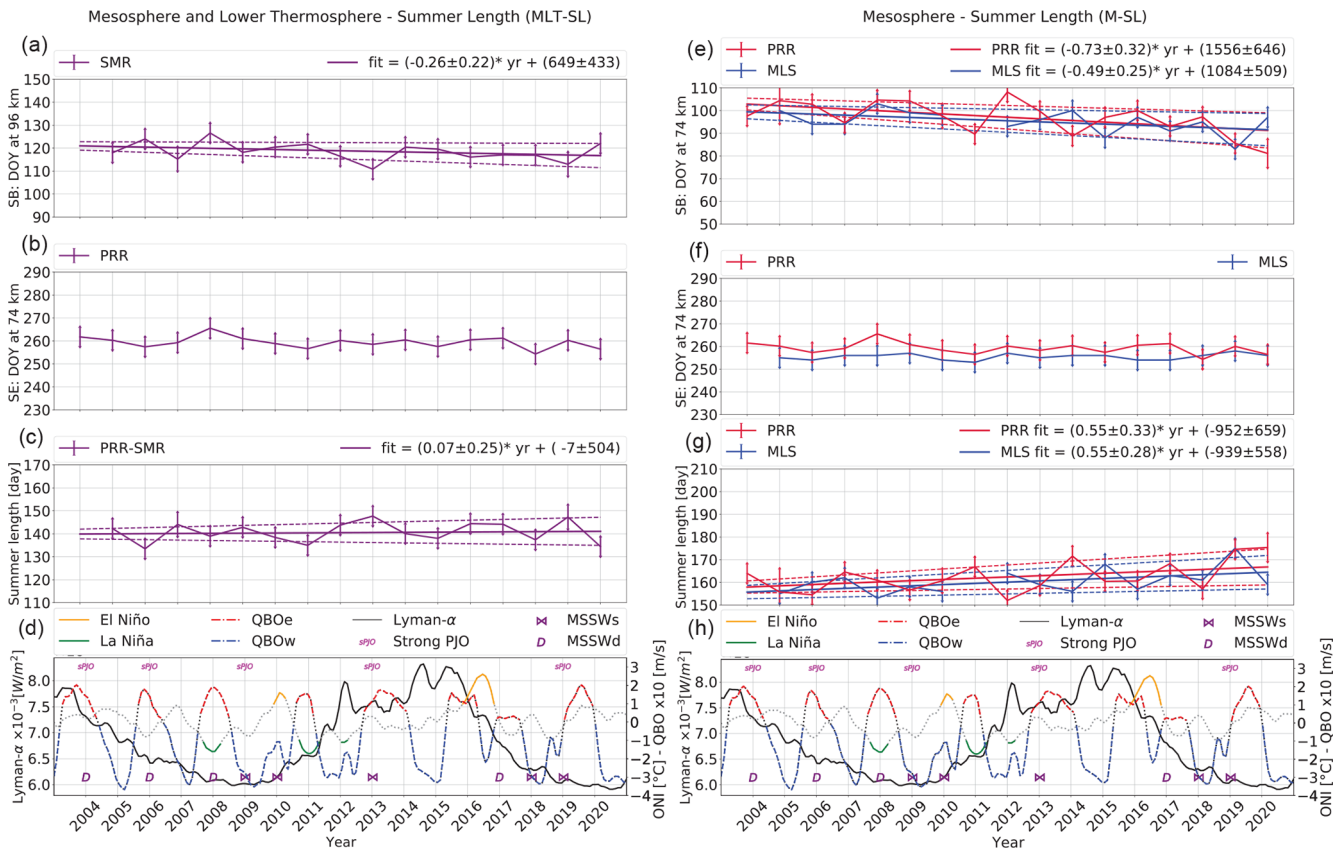 Mesosphere and Lower Thermosphere - Summer Length (MLT-SL)
(a)
SMR
fit = (-0.26±0.22)* yr + (649±433)
SB: DOY at 96 km
150
140
130
120
110
100
90
(b)
PRR
SE: DOY at 74 km
290
280
270
260
250
240
230
(c)
PRR-SMR
fit = (0.07±0.25)* yr + ( -7±504)
Summer length [day]
170
160
150
140
130
120
110
(d)
El Niño
La Niña
QBOe
QBOw
Lyman-α
sPJO Strong PJO
MSSWs
D MSSWd
Lyman-α ×10⁻³[W/m²]
8.0
7.5
7.0
6.5
6.0
sPJO sPJO sPJO sPJO sPJO
D D D D
3
2
1
0
−1
−2
−3
−4
ONI [°C] - QBO x10 [m/s]
2004 2005 2006 2007 2008 2009 2010 2011 2012 2013 2014 2015 2016 2017 2018 2019 2020
Year
Mesosphere - Summer Length (M-SL)
(e)
PRR
PRR fit = (-0.73±0.32)* yr + (1556±646)
MLS
MLS fit = (-0.49±0.25)* yr + (1084±509)
SB: DOY at 74 km
120
110
100
90
80
70
60
50
(f)
PRR
MLS
SE: DOY at 74 km
290
280
270
260
250
240
230
(g)
PRR
PRR fit = (0.55±0.33)* yr + (-952±659)
MLS
MLS fit = (0.55±0.28)* yr + (-939±558)
Summer length [day]
210
200
190
180
170
160
150
(h)
El Niño
La Niña
QBOe
QBOw
Lyman-α
sPJO Strong PJO
MSSWs
D MSSWd
Lyman-α ×10⁻³[W/m²]
8.0
7.5
7.0
6.5
6.0
sPJO sPJO sPJO sPJO sPJO
D D D D
3
2
1
0
−1
−2
−3
−4
ONI [°C] - QBO x10 [m/s]
2004 2005 2006 2007 2008 2009 2010 2011 2012 2013 2014 2015 2016 2017 2018 2019 2020
Year